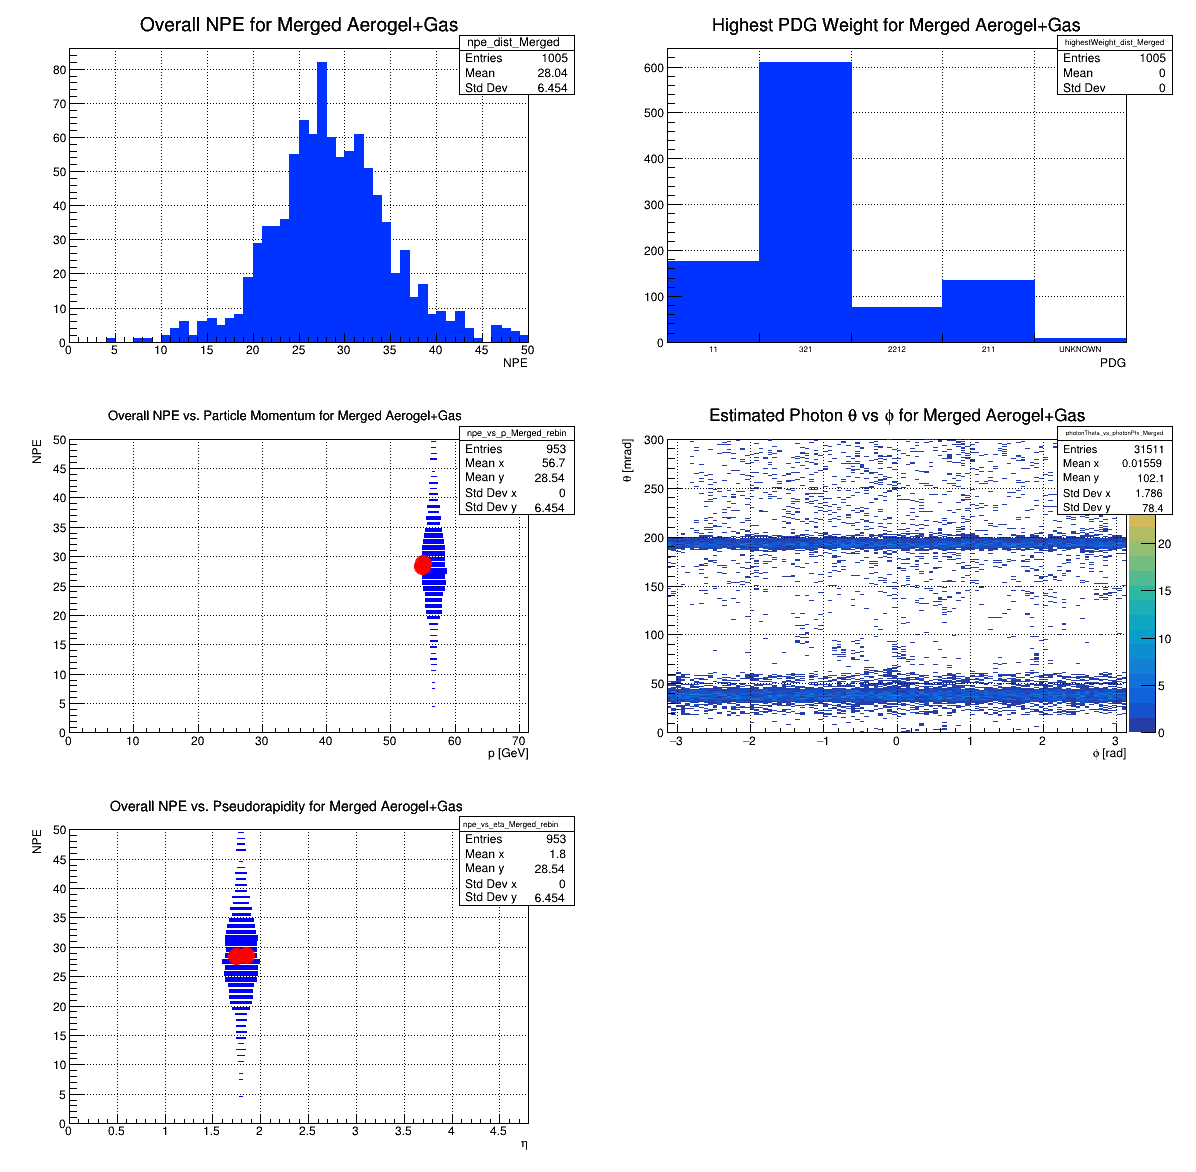 Overall NPE for Merged Aerogel+Gas
npe_dist_Merged
Entries 1005
Mean 28.04
Std Dev 6.454
80
70
60
50
40
30
20
10
0
0 5 10 15 20 25 30 35 40 45 50
NPE
Highest PDG Weight for Merged Aerogel+Gas
highestWeight_dist_Merged
Entries 1005
Mean 0
Std Dev 0
600
500
400
300
200
100
0
11 321 2212 211 UNKNOWN
PDG
Overall NPE vs. Particle Momentum for Merged Aerogel+Gas
npe_vs_p_Merged_rebin
Entries 953
Mean x 56.7
Mean y 28.54
Std Dev x 0
Std Dev y 6.454
NPE
50
45
40
35
30
25
20
15
10
5
0
0 10 20 30 40 50 60 70
p [GeV]
Estimated Photon θ vs ϕ for Merged Aerogel+Gas
photonTheta_vs_photonPhi_Merged
Entries 31511
Mean x 0.01559
Mean y 102.1
Std Dev x 1.786
Std Dev y 78.4
θ [mrad]
300
250
200
150
100
50
0
−3 −2 −1 0 1 2 3
ϕ [rad]
20
15
10
5
0
Overall NPE vs. Pseudorapidity for Merged Aerogel+Gas
npe_vs_eta_Merged_rebin
Entries 953
Mean x 1.8
Mean y 28.54
Std Dev x 0
Std Dev y 6.454
NPE
50
45
40
35
30
25
20
15
10
5
0
0 0.5 1 1.5 2 2.5 3 3.5 4 4.5
η